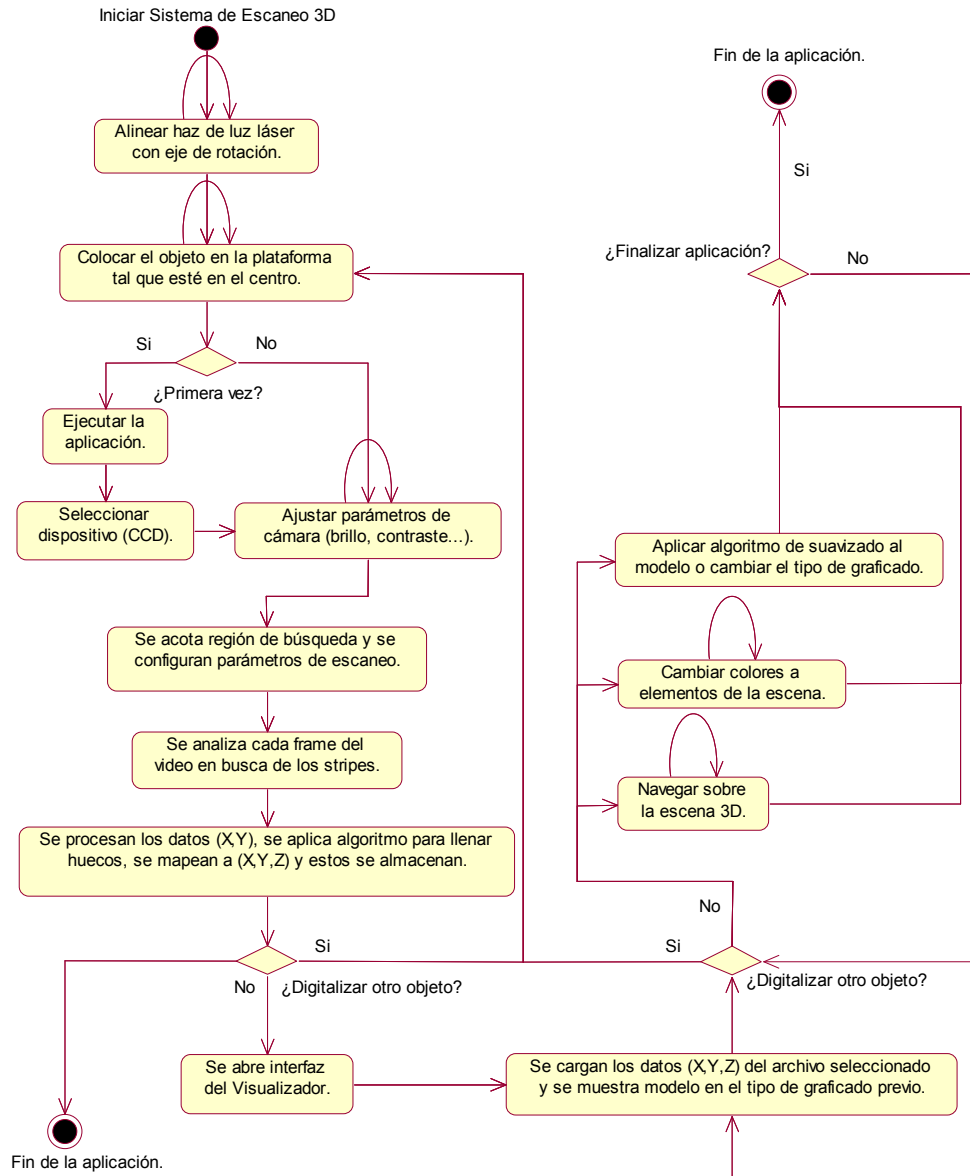 Iniciar Sistema de Escaneo 3D
Alinear haz de luz láser
con eje de rotación.
Colocar el objeto en la plataforma
tal que esté en el centro.
Si
No
¿Primera vez?
Ejecutar la
aplicación.
Seleccionar
dispositivo (CCD).
Ajustar parámetros de
cámara (brillo, contraste…).
Se acota región de búsqueda y se
configuran parámetros de escaneo.
Se analiza cada frame del
video en busca de los stripes.
Se procesan los datos (X,Y), se aplica algoritmo para llenar
huecos, se mapean a (X,Y,Z) y estos se almacenan.
Si
No
¿Digitalizar otro objeto?
Se abre interfaz
del Visualizador.
Fin de la aplicación.
Fin de la aplicación.
Si
¿Finalizar aplicación?
No
Aplicar algoritmo de suavizado al
modelo o cambiar el tipo de graficado.
Cambiar colores a
elementos de la escena.
Navegar sobre
la escena 3D.
No
Si
¿Digitalizar otro objeto?
Se cargan los datos (X,Y,Z) del archivo seleccionado
y se muestra modelo en el tipo de graficado previo.